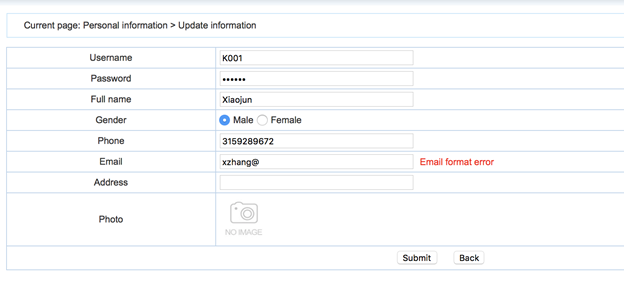 Current page: Personal information > Update information
Username K001
Password ••••••
Full name Xiaojun
Gender Male Female
Phone 3159289672
Email xzhang@ Email format error
Address
Photo NO IMAGE
Submit Back